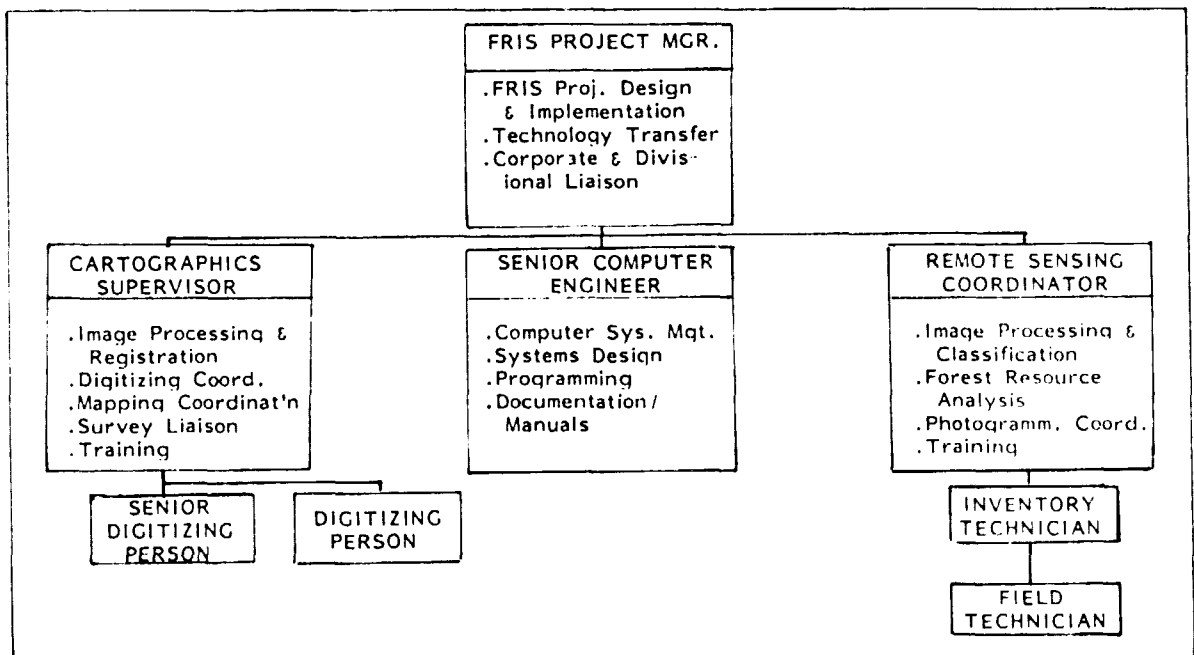 FRIS PROJECT MGR.
.FRIS Proj. Design
& Implementation
.Technology Transfer
.Corporate & Divis-
ional Liaison
CARTOGRAPHICS
SUPERVISOR
.Image Processing &
Registration
.Digitizing Coord.
.Mapping Coordinat'n
.Survey Liaison
.Training
SENIOR COMPUTER
ENGINEER
.Computer Sys. Mgt.
.Systems Design
.Programming
.Documentation/
Manuals
REMOTE SENSING
COORDINATOR
.Image Processing &
Classification
.Forest Resource
Analysis
.Photogramm. Coord.
.Training
SENIOR
DIGITIZING
PERSON
DIGITIZING
PERSON
INVENTORY
TECHNICIAN
FIELD
TECHNICIAN